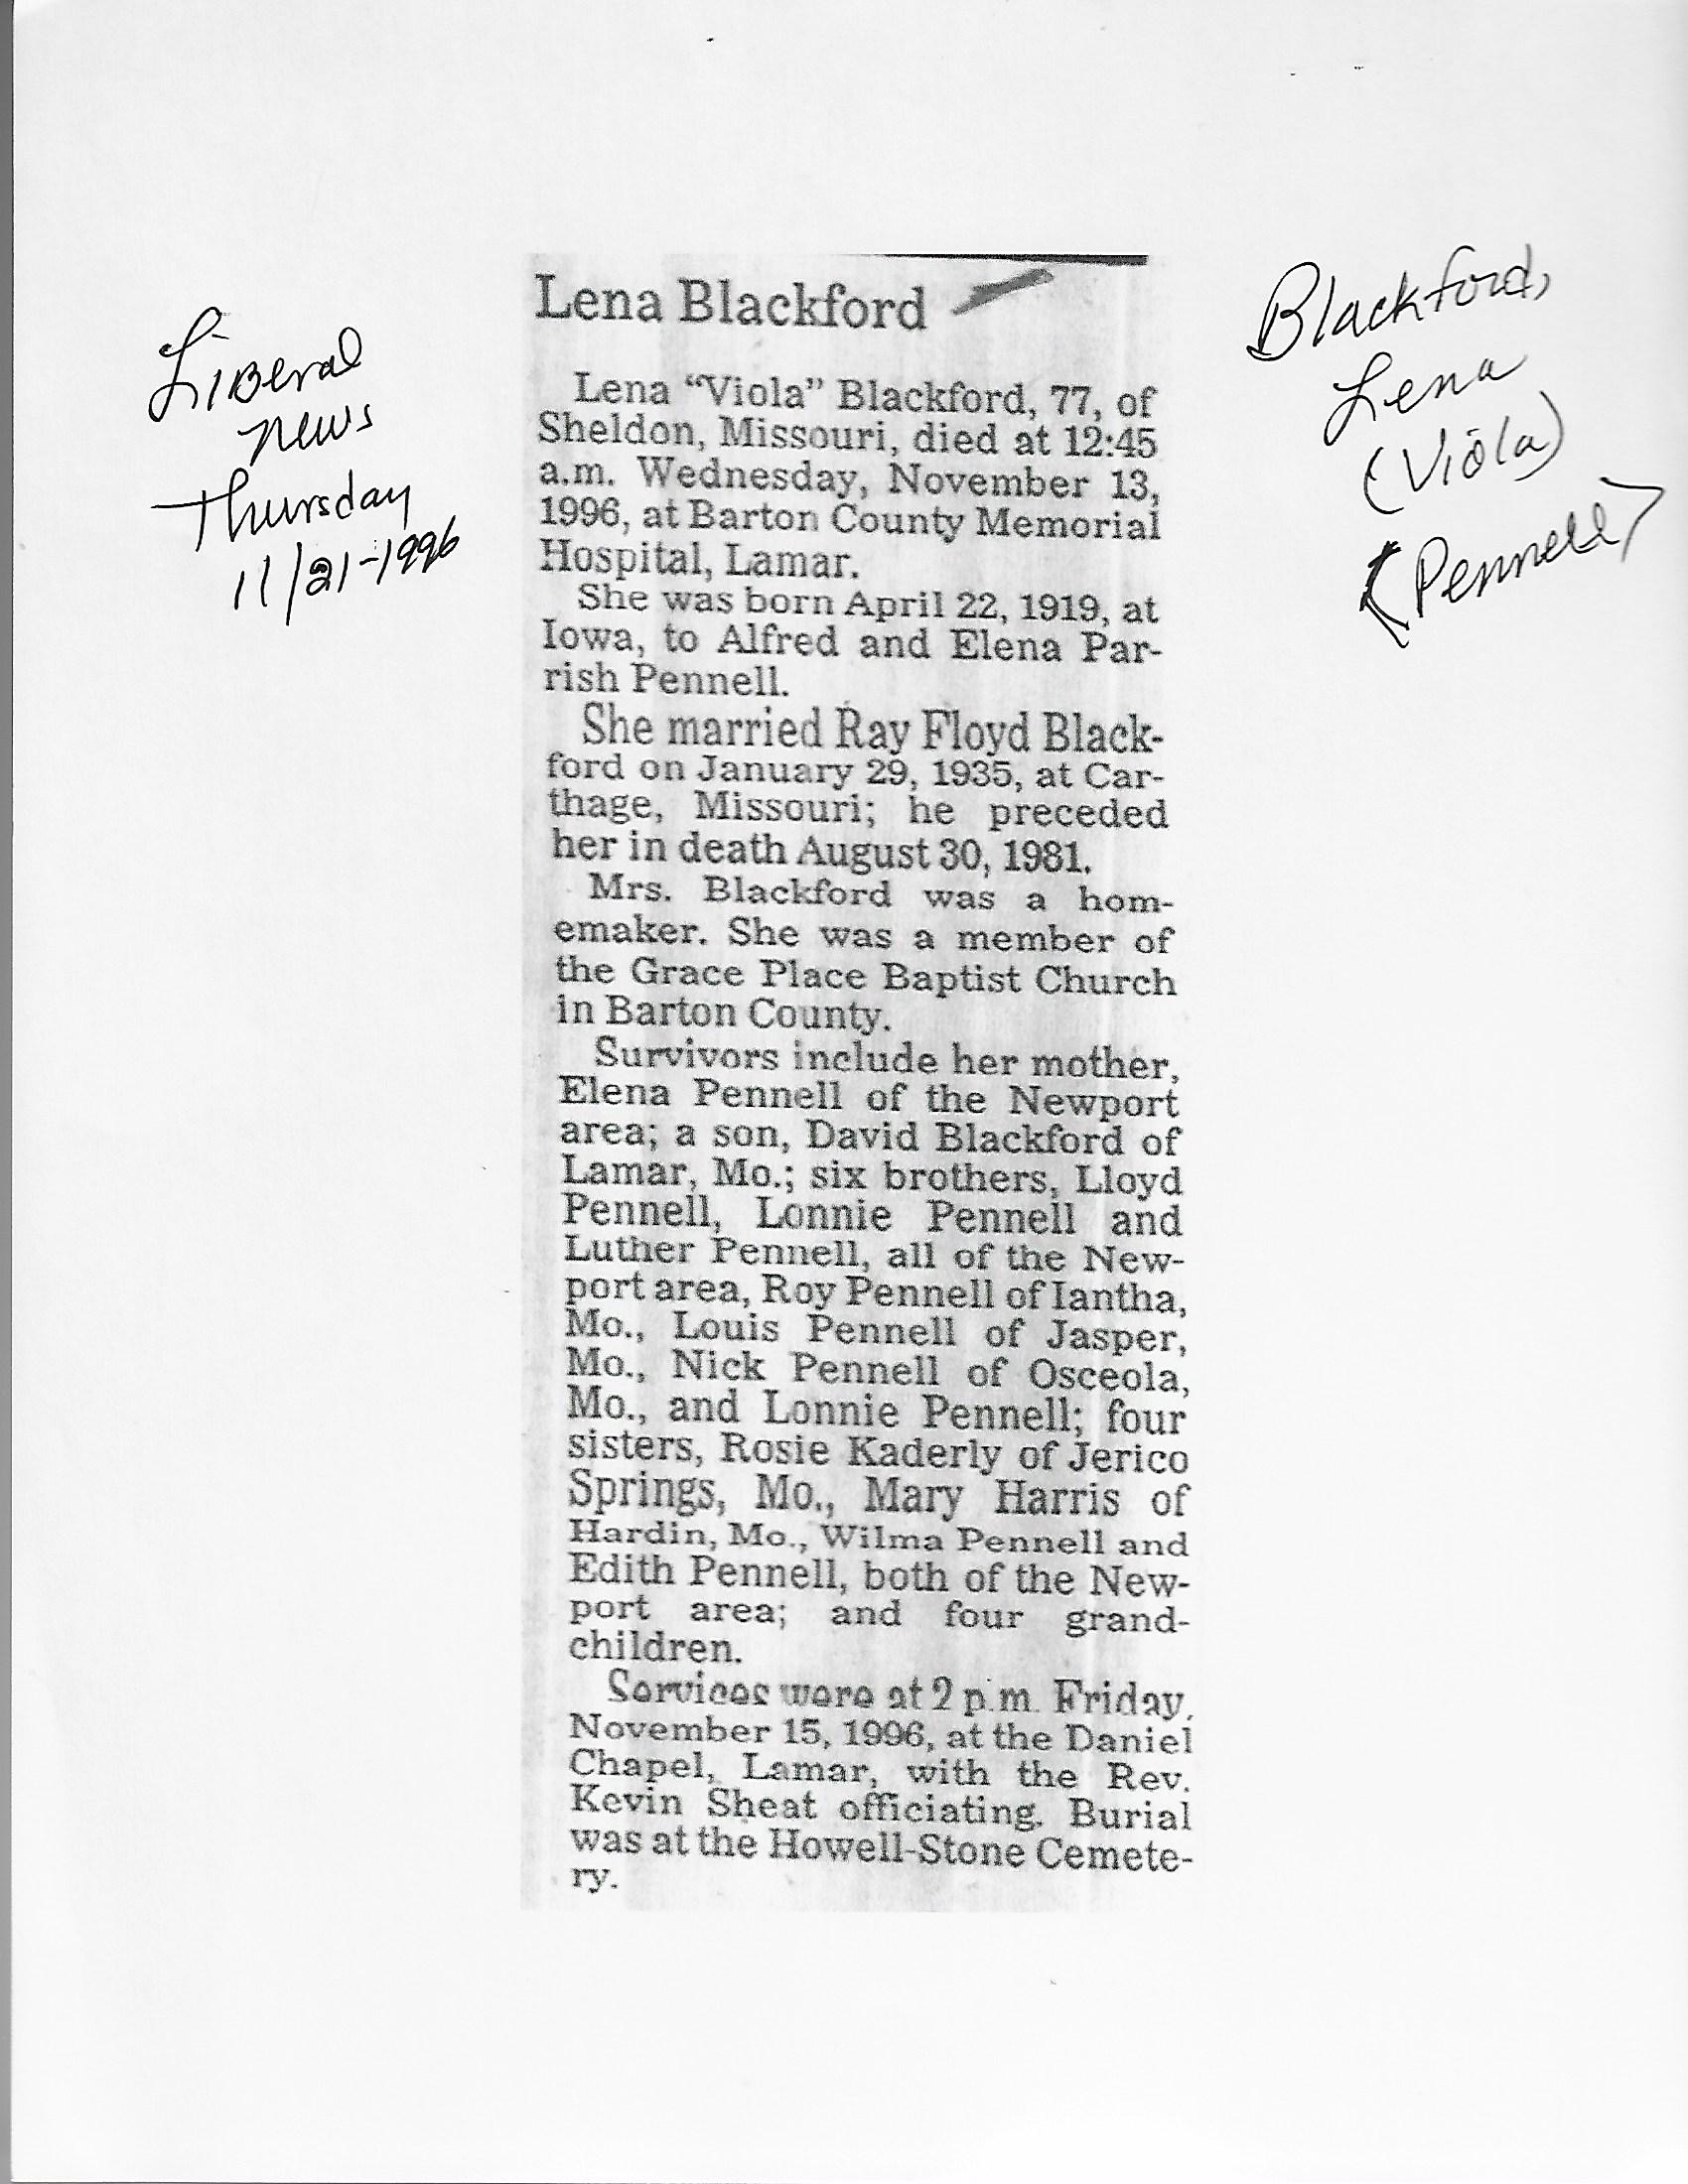 Liberal
News
Thursday
11/21-1996
Blackford,
Lena
(Viola)
(Pennell)
Lena Blackford
Lena “Viola” Blackford, 77, of
Sheldon, Missouri, died at 12:45
a.m. Wednesday, November 13,
1996, at Barton County Memorial
Hospital, Lamar.
She was born April 22, 1919, at
Iowa, to Alfred and Elena Par-
rish Pennell.
She married Ray Floyd Black-
ford on January 29, 1935, at Car-
thage, Missouri; he preceded
her in death August 30, 1981.
Mrs. Blackford was a hom-
emaker. She was a member of
the Grace Place Baptist Church
in Barton County.
Survivors include her mother,
Elena Pennell of the Newport
area; a son, David Blackford of
Lamar, Mo.; six brothers, Lloyd
Pennell, Lonnie Pennell and
Luther Pennell, all of the New-
port area, Roy Pennell of Iantha,
Mo., Louis Pennell of Jasper,
Mo., Nick Pennell of Osceola,
Mo., and Lonnie Pennell; four
sisters, Rosie Kaderly of Jerico
Springs, Mo., Mary Harris of
Hardin, Mo., Wilma Pennell and
Edith Pennell, both of the New-
port area; and four grand-
children.
Services were at 2 p.m. Friday,
November 15, 1996, at the Daniel
Chapel, Lamar, with the Rev.
Kevin Sheat officiating. Burial
was at the Howell-Stone Cemete-
ry.